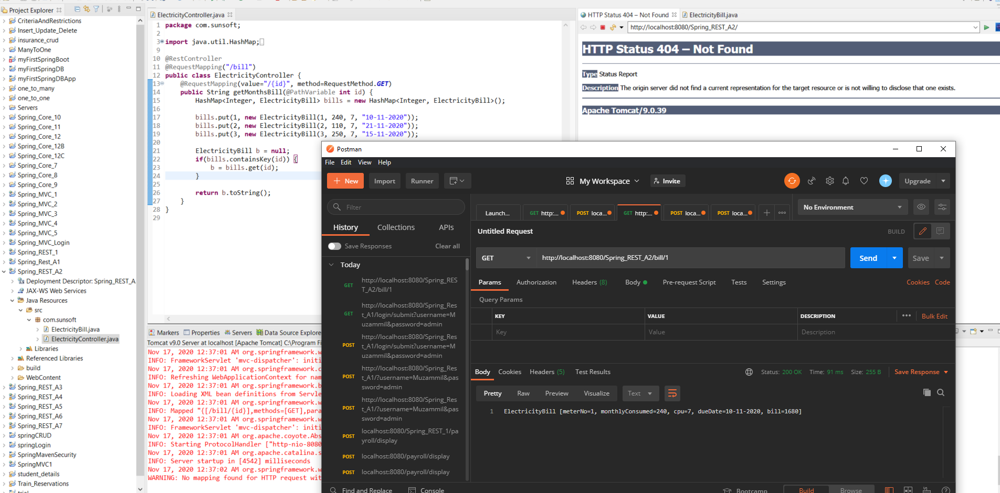 Project Explorer
CriteriaAndRestrictions
Insert_Update_Delete
insurance_crud
ManyToOne
myFirstSpringBoot
myFirstSpringDB
myFirstSpringDBApp
one_to_many
one_to_one
Servers
Spring_Core_10
Spring_Core_11
Spring_Core_12
Spring_Core_12B
Spring_Core_12C
Spring_Core_7
Spring_Core_8
Spring_Core_9
Spring_MVC_1
Spring_MVC_2
Spring_MVC_3
Spring_MVC_4
Spring_MVC_5
Spring_MVC_Login
Spring_REST_1
Spring_Rest_A1
Spring_REST_A2
Deployment Descriptor: Spring_REST_A
JAX-WS Web Services
Java Resources
src
com.sunsoft
ElectricityBill.java
ElectricityController.java
Libraries
Referenced Libraries
build
WebContent
Spring_REST_A3
Spring_REST_A4
Spring_REST_A5
Spring_REST_A6
Spring_REST_A7
springCRUD
springLogin
SpringMavenSecurity
SpringMVC1
student_details
Train_Reservations
ElectricityController.java
1 package com.sunsoft;
2
3 import java.util.HashMap;
9
10 @RestController
11 @RequestMapping("/bill")
12 public class ElectricityController {
13 @RequestMapping(value="/{id}", method=RequestMethod.GET)
14 public String getMonthsBill(@PathVariable int id) {
15 HashMap<Integer, ElectricityBill> bills = new HashMap<Integer, ElectricityBill>();
16
17 bills.put(1, new ElectricityBill(1, 240, 7, "10-11-2020"));
18 bills.put(2, new ElectricityBill(2, 110, 7, "21-11-2020"));
19 bills.put(3, new ElectricityBill(3, 250, 7, "15-11-2020"));
20
21 ElectricityBill b = null;
22 if(bills.containsKey(id)) {
23 b = bills.get(id);
24 }
25
26 return b.toString();
27 }
28 }
29
Markers Properties Servers Data Source Explore
Tomcat v9.0 Server at localhost [Apache Tomcat] C:\Program Fi
Nov 17, 2020 12:37:01 AM org.springframework.w
INFO: FrameworkServlet 'mvc-dispatcher': initi
Nov 17, 2020 12:37:01 AM org.springframework.c
INFO: Refreshing WebApplicationContext for nam
Nov 17, 2020 12:37:01 AM org.springframework.b
INFO: Loading XML bean definitions from Servle
Nov 17, 2020 12:37:01 AM org.springframework.w
INFO: Mapped "{[/bill/{id}],methods=[GET],para
Nov 17, 2020 12:37:01 AM org.springframework.w
INFO: FrameworkServlet 'mvc-dispatcher': initi
Nov 17, 2020 12:37:01 AM org.apache.coyote.Abs
INFO: Starting ProtocolHandler ["http-nio-8080
Nov 17, 2020 12:37:01 AM org.apache.catalina.s
INFO: Server startup in [4542] milliseconds
Nov 17, 2020 12:37:02 AM org.springframework.w
WARNING: No mapping found for HTTP request wit
HTTP Status 404 – Not Found ElectricityBill.java
http://localhost:8080/Spring_REST_A2/
HTTP Status 404 – Not Found
Type Status Report
Description The origin server did not find a current representation for the target resource or is not willing to disclose that one exists.
Apache Tomcat/9.0.39
Postman
File Edit View Help
New Import Runner My Workspace Invite Upgrade
Filter
History Collections APIs
Save Responses Clear all
Today
GET http://localhost:8080/Spring_RES
T_A2/bill/1
GET http://localhost:8080/Spring_Res
t_A1/login/submit?username=M
uzammil&password=admin
POST http://localhost:8080/Spring_Res
t_A1/login/submit?username=M
uzammil&password=admin
POST http://localhost:8080/Spring_Res
t_A1/?username=Muzammil&pas
sword=admin
POST http://localhost:8080/Spring_Res
t_A1/?username=Muzammil&pas
sword=admin
POST localhost:8080/Spring_REST_1/pa
yroll/display
POST localhost:8080/payroll/display
POST localhost:8080/payroll/display
Launch... GET http:... POST loca... GET http:... POST loca... POST loca... No Environment
Untitled Request BUILD
GET http://localhost:8080/Spring_REST_A2/bill/1 Send Save
Params Authorization Headers (8) Body Pre-request Script Tests Settings Cookies Code
Query Params
KEY VALUE DESCRIPTION Bulk Edit
Key Value Description
Body Cookies Headers (5) Test Results Status: 200 OK Time: 91 ms Size: 255 B Save Response
Pretty Raw Preview Visualize Text
1 ElectricityBill [meterNo=1, monthlyConsumed=240, cpu=7, dueDate=10-11-2020, bill=1680]
Find and Replace Console Bootcamp Build Browse